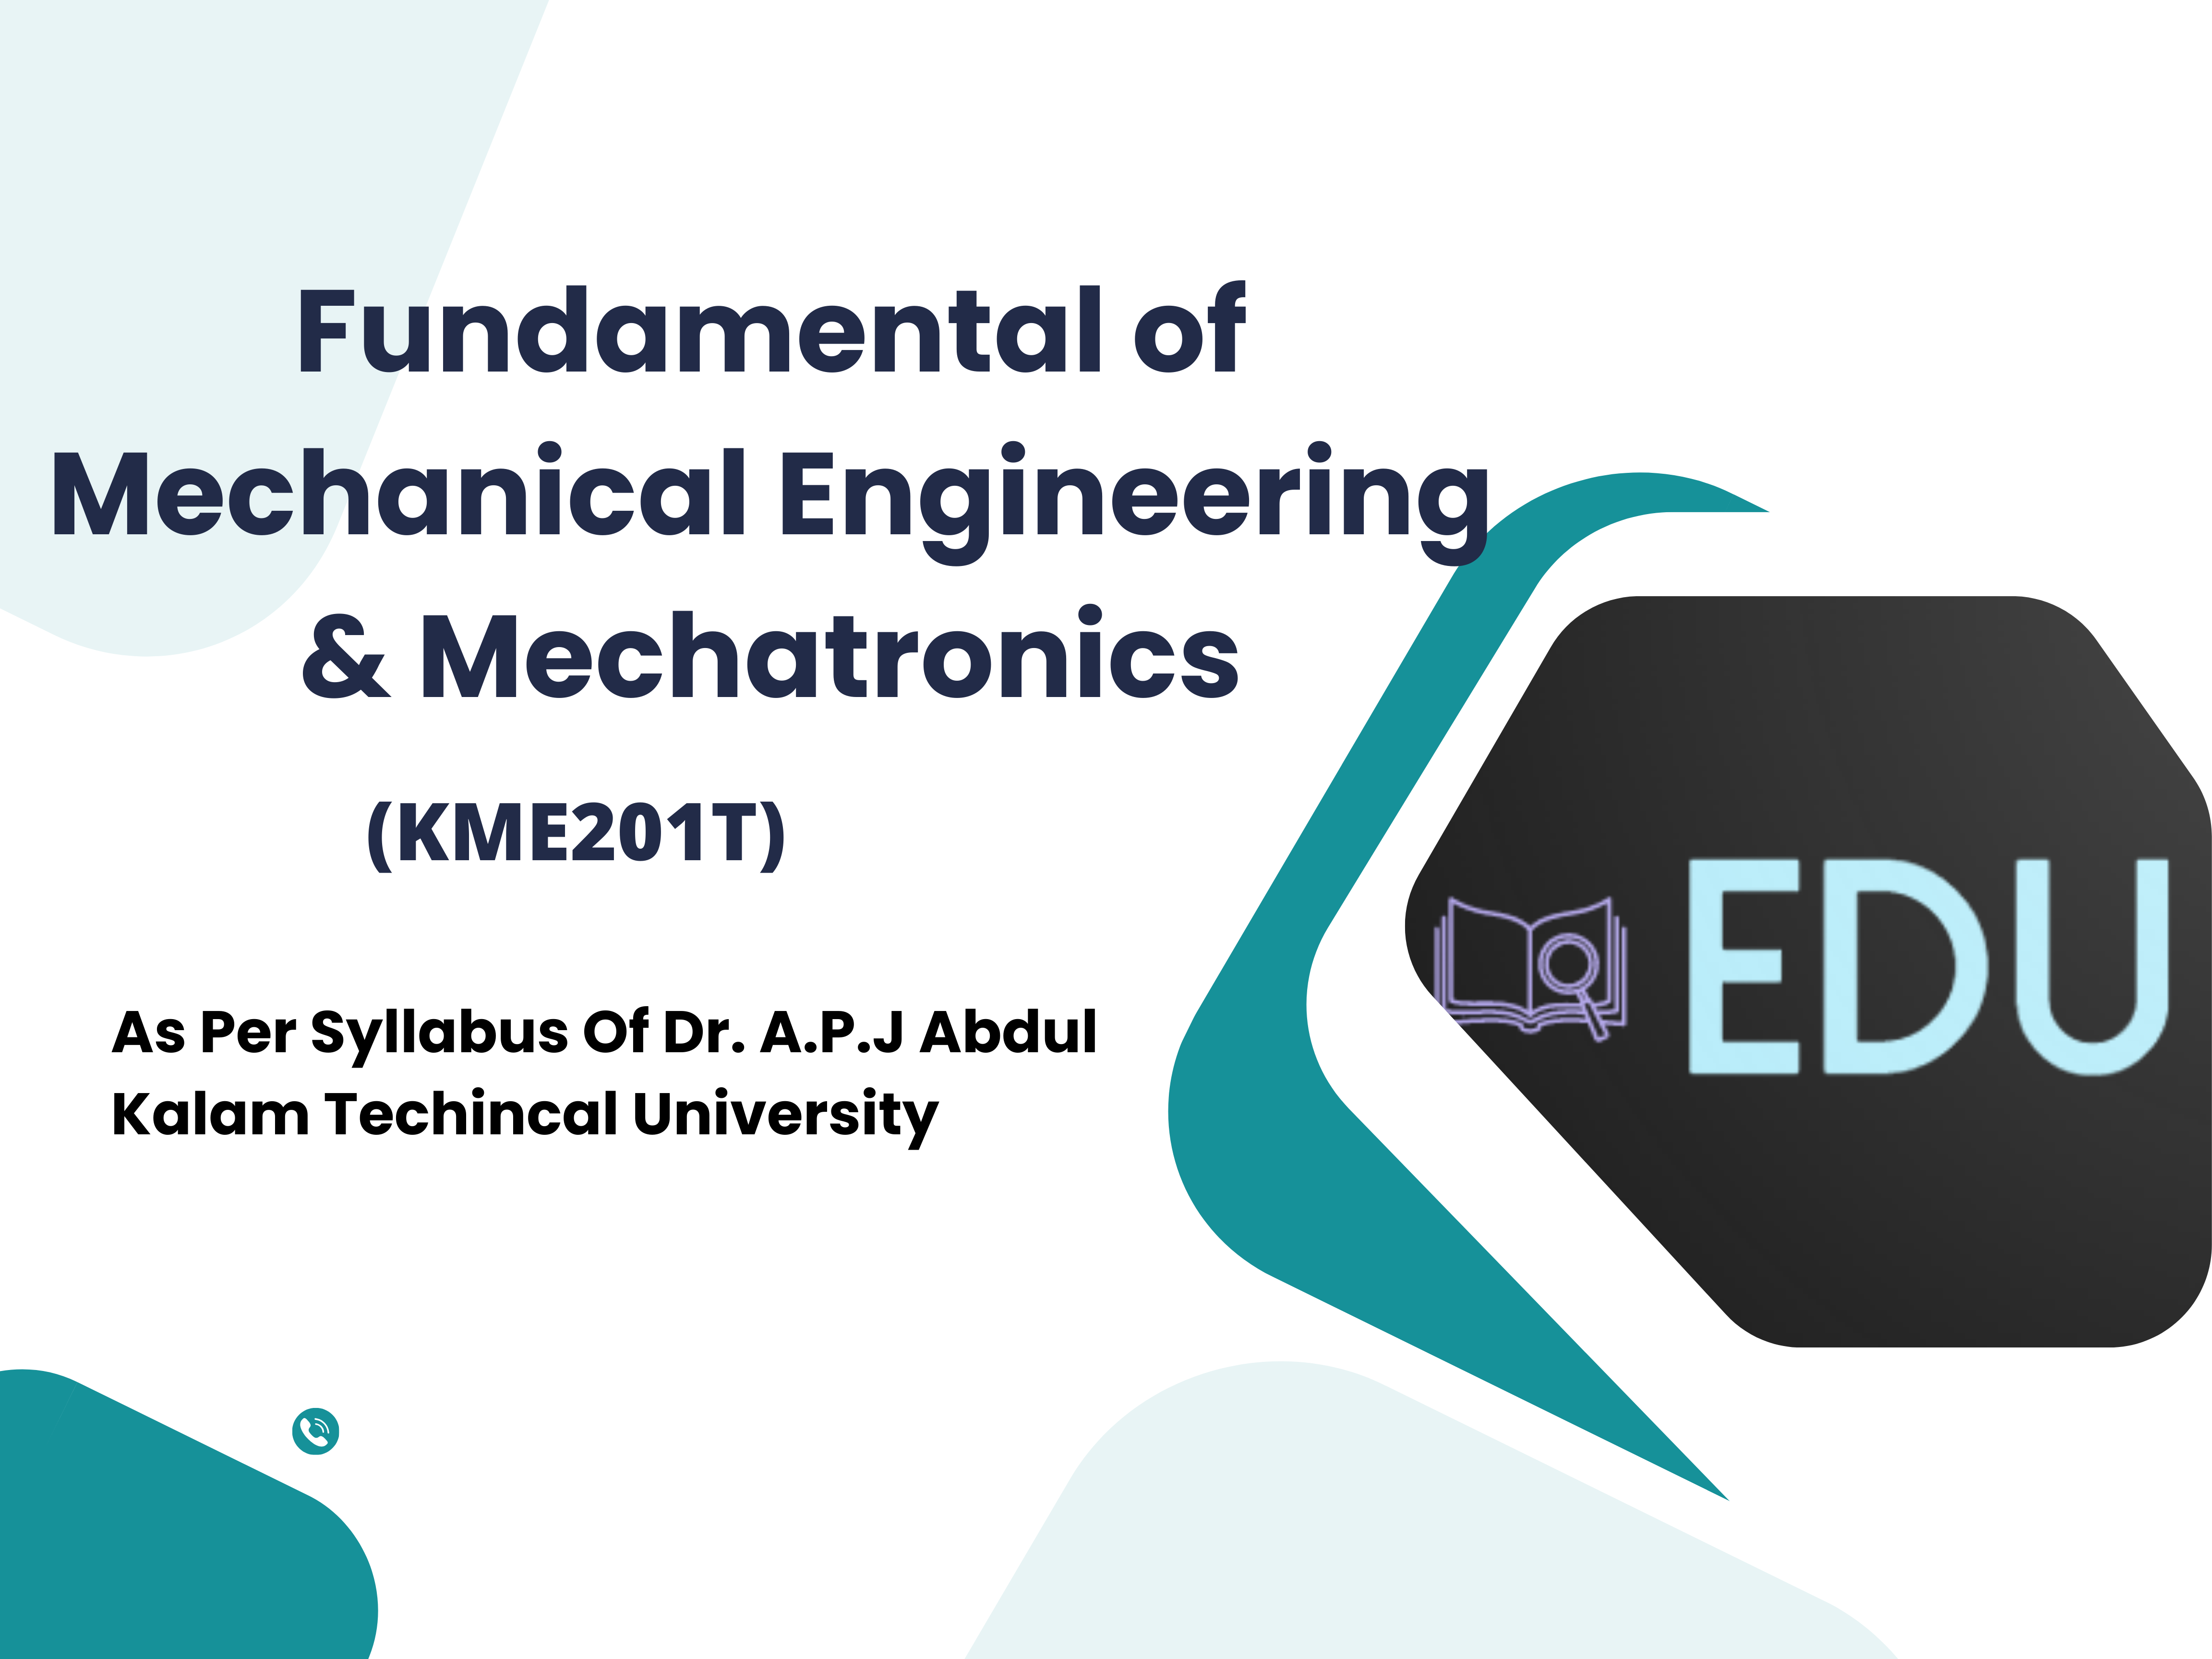 Fundamental of
Mechanical Engineering
& Mechatronics
(KME201T)
As Per Syllabus Of Dr. A.P.J Abdul
Kalam Techincal University
EDU